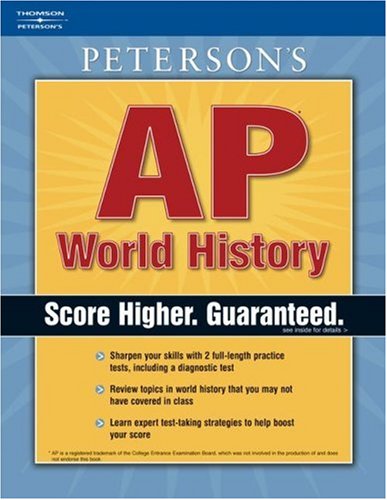 THOMSON
PETERSON'S
PETERSON'S
AP*
World History
Score Higher. Guaranteed.
see inside for details >
Sharpen your skills with 2 full-length practice
tests, including a diagnostic test
Review topics in world history that you may not
have covered in class
Learn expert test-taking strategies to help boost
your score
* AP is a registered trademark of the College Entrance Examination Board, which was not involved in the production of and does
not endorse this book.